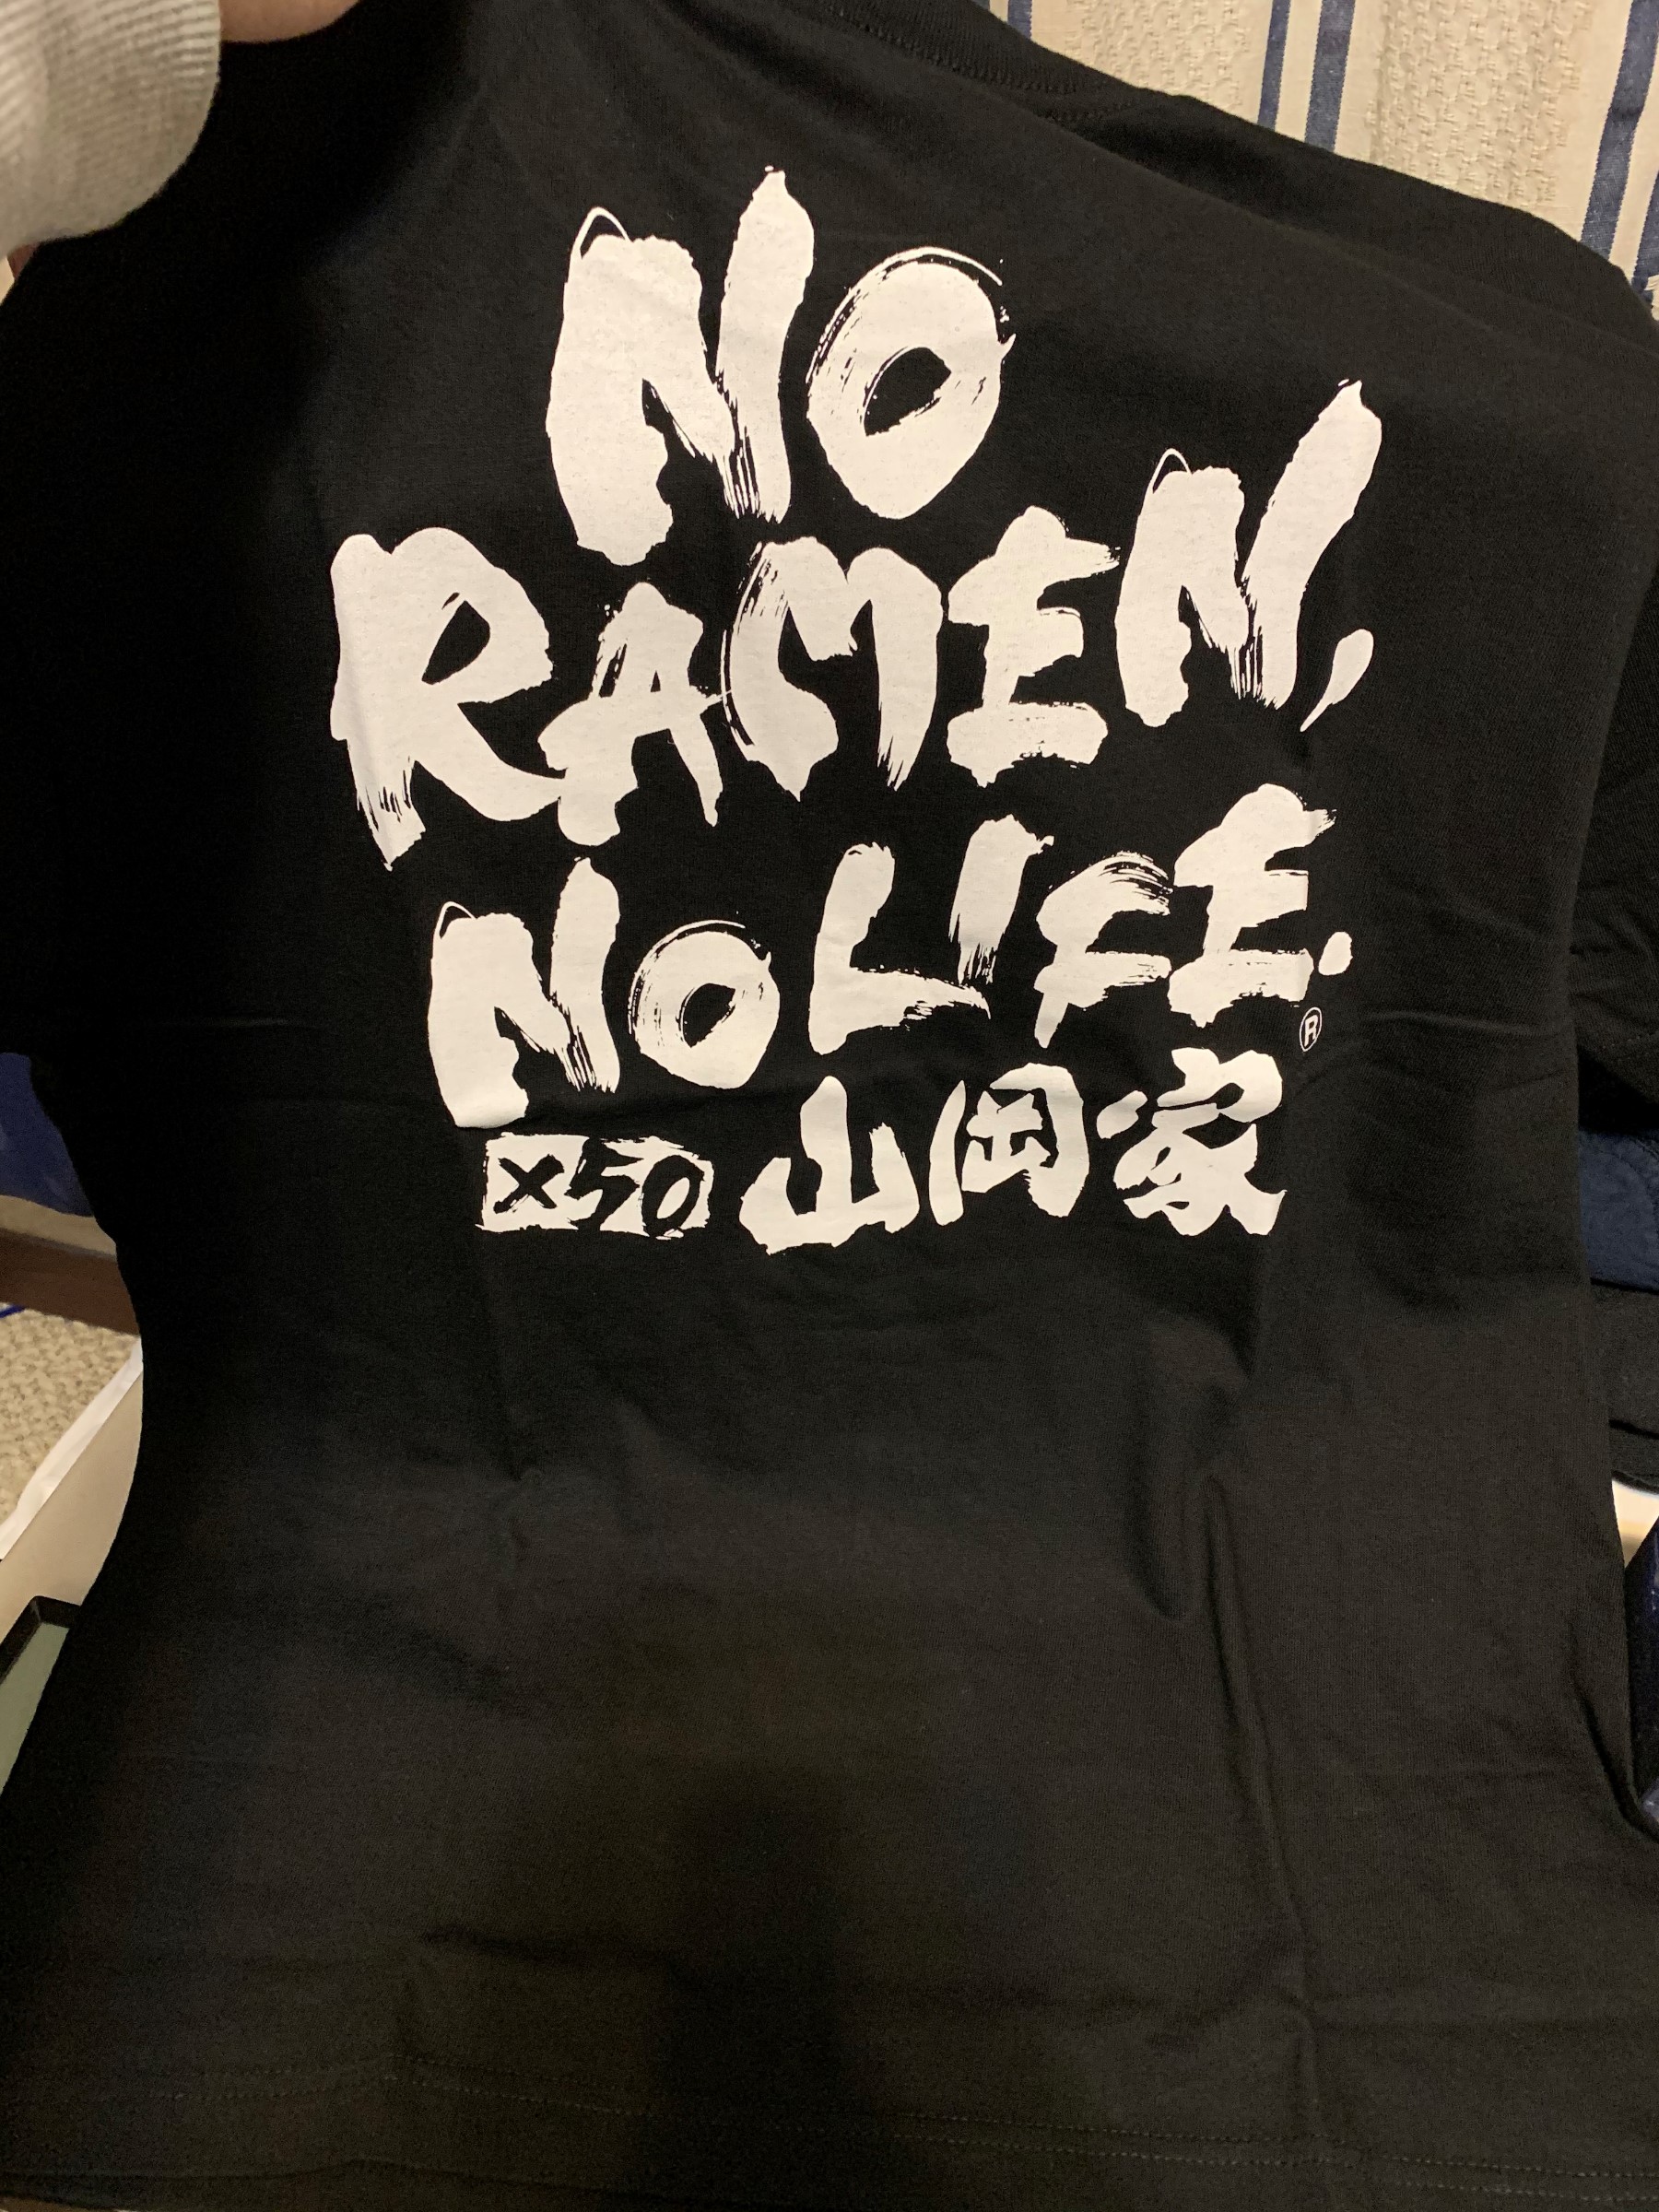 NO
RAMEN,
NO LIFE.®
×50 山岡家